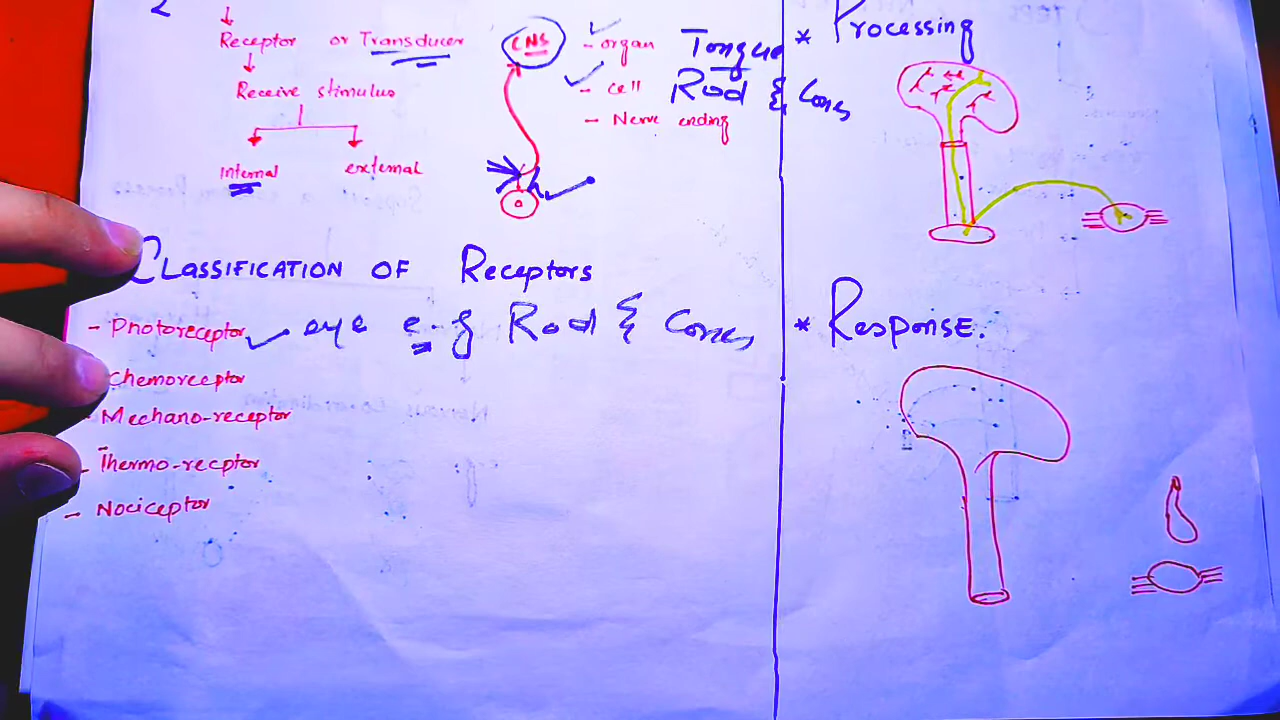 Receptor or Transducer
Receive stimulus
Internal external
CNS
- organ Tongue
- cell Rod & Cones
- Nerve ending
CLASSIFICATION OF Receptors
- Photoreceptor eye e.g Rod & Cones
Chemoreceptor
- Mechano-receptor
- Thermo-recptor
- Nociceptor
* Processing
* RESPONSE.